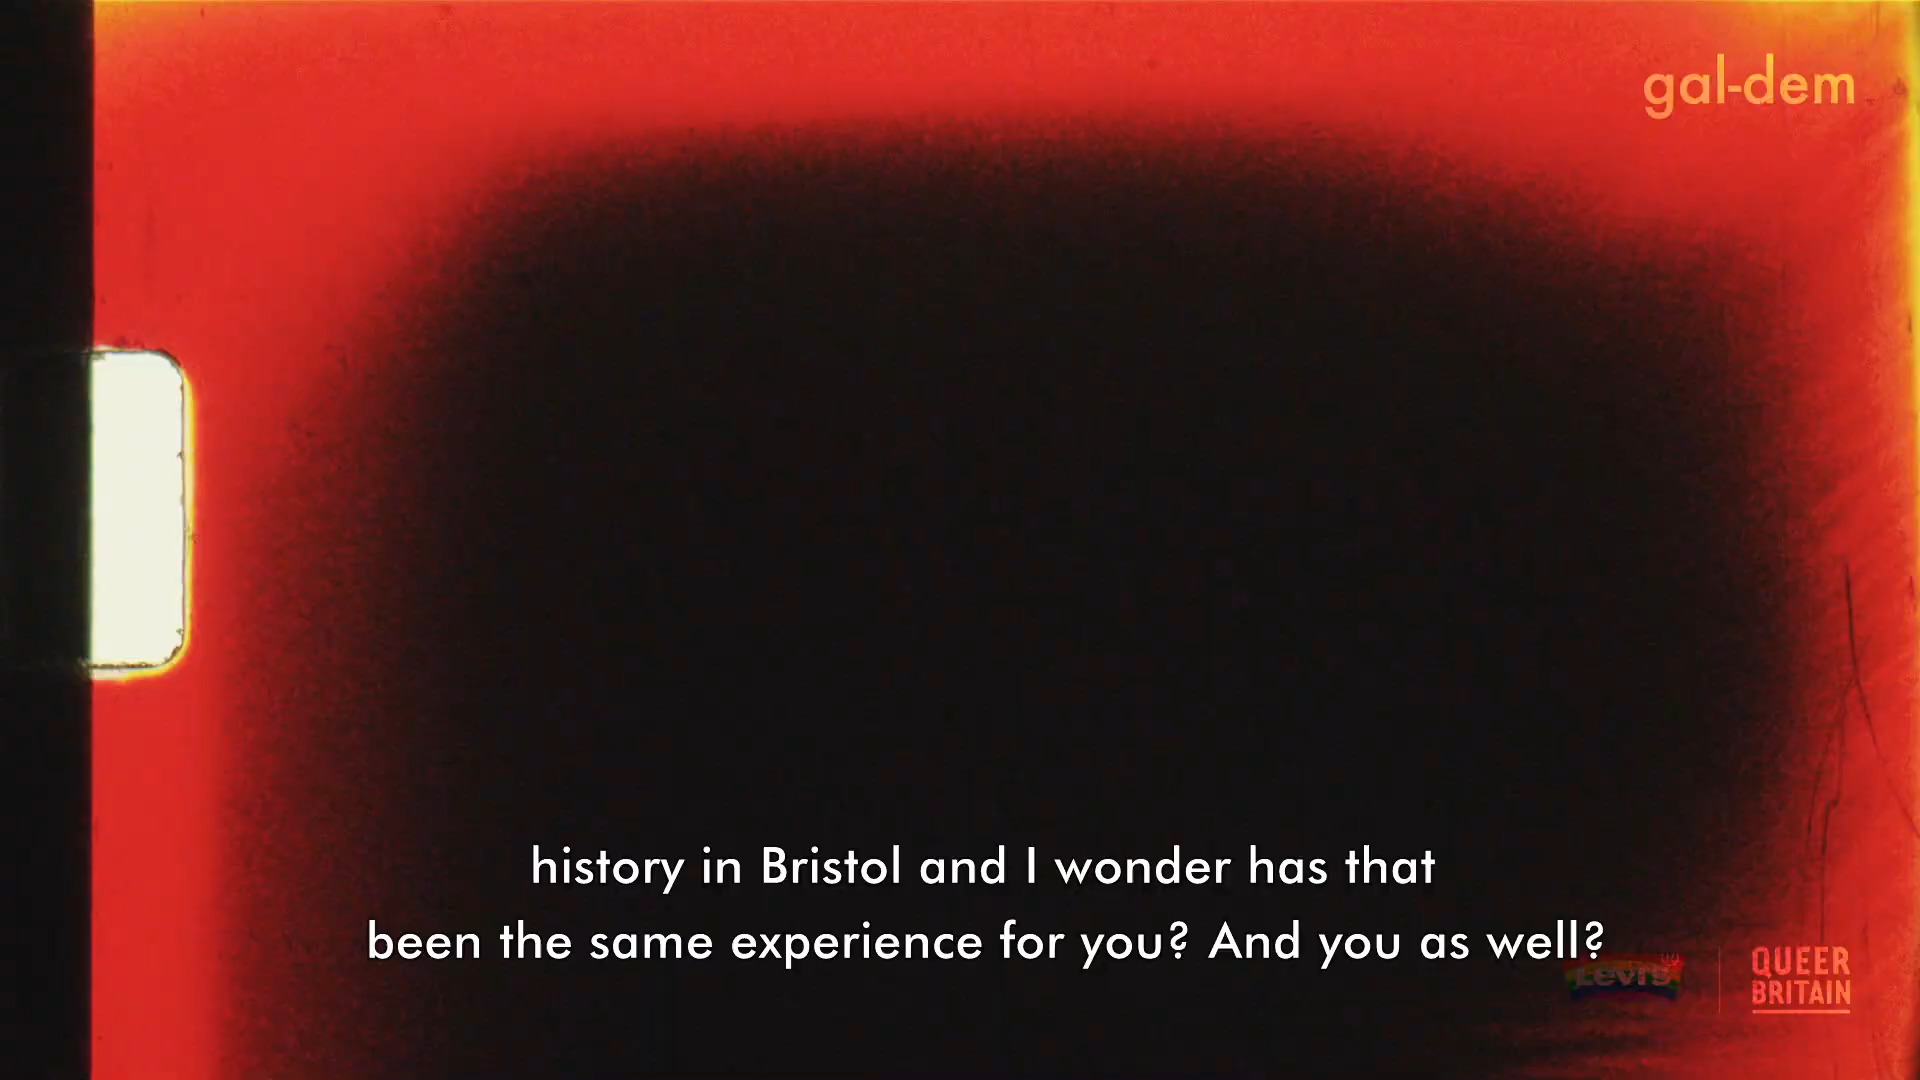 gal-dem
history in Bristol and I wonder has that
been the same experience for you? And you as well?
Levi's
QUEER
BRITAIN